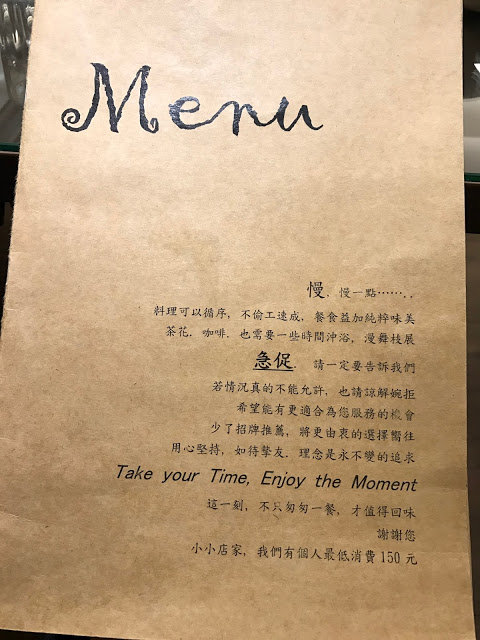 Menu
慢, 慢一點……..
料理可以循序, 不偷工速成, 餐食益加純粹味美
茶花. 咖啡. 也需要一些時間沖浴, 漫舞枝展
急促. 請一定要告訴我們
若情況真的不能允許, 也請諒解婉拒
希望能有更適合為您服務的機會
少了招牌推薦, 將更由衷的選擇嚮往
用心堅持, 如待摯友. 理念是永不變的追求
Take your Time, Enjoy the Moment
這一刻, 不只匆匆一餐, 才值得回味
謝謝您
小小店家, 我們有個人最低消費 150 元